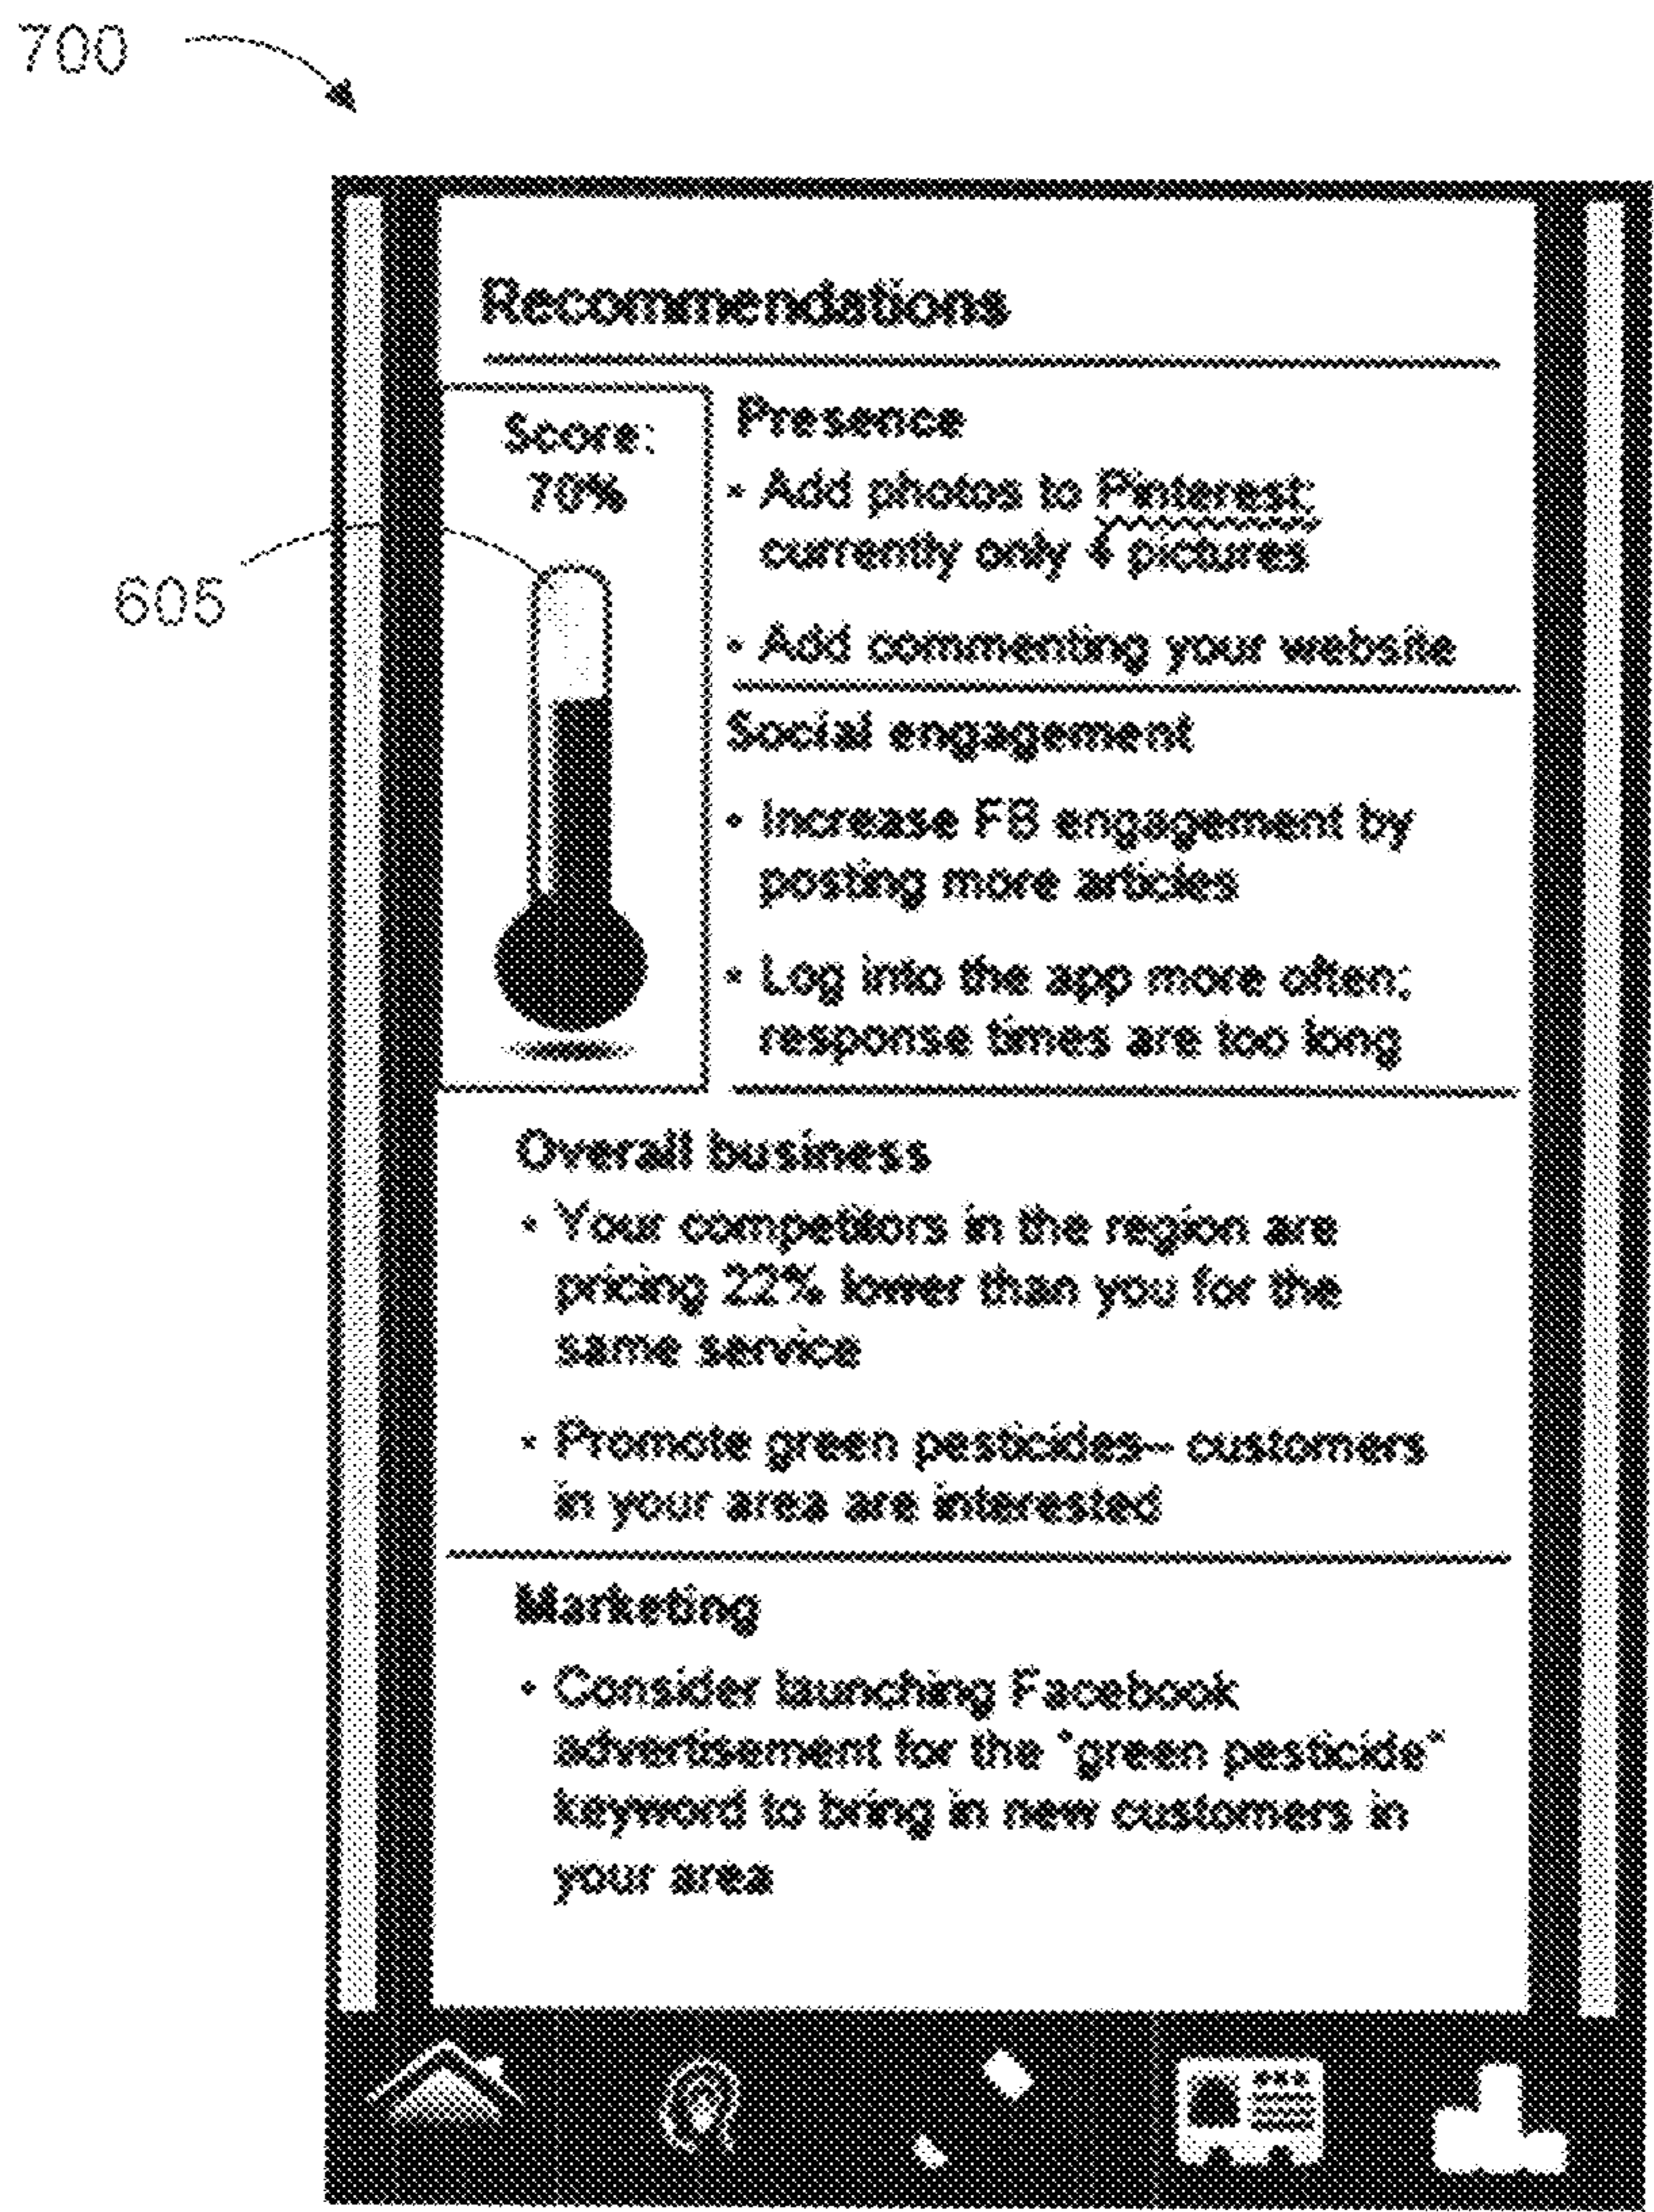 700
Recommendations
Score:
70%
605
Presence
• Add photos to Pinterest;
currently only 4 pictures
• Add commenting your website
Social engagement
• Increase FB engagement by
posting more articles
• Log into the app more often;
response times are too long
Overall business
• Your competitors in the region are
pricing 22% lower than you for the
same service
• Promote green pesticides-- customers
in your area are interested
Marketing
• Consider launching Facebook
advertisement for the "green pesticide"
keyword to bring in new customers in
your area